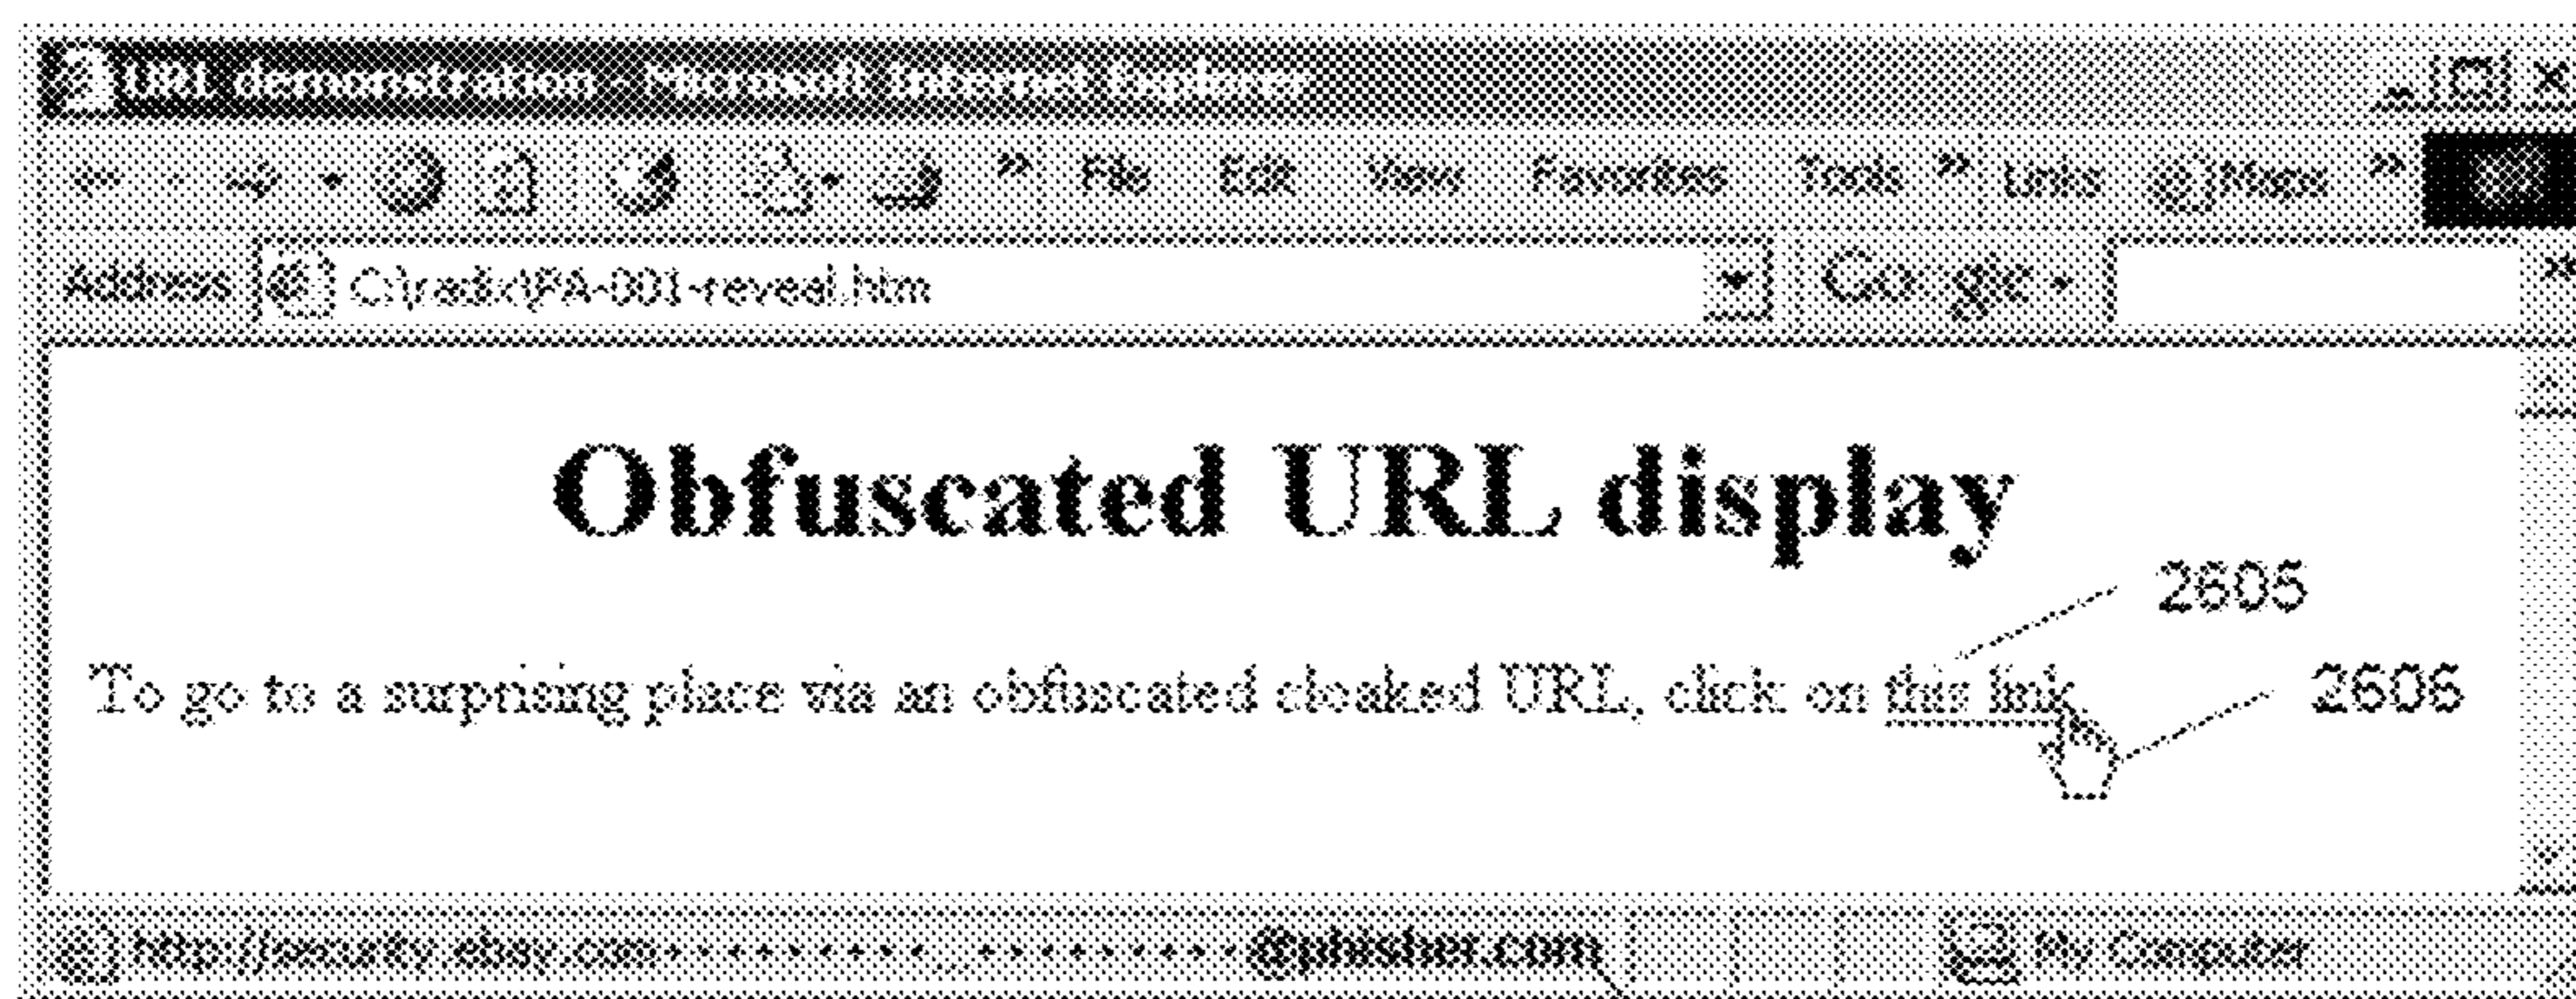 URL demonstration - Microsoft Internet Explorer
» File Edit View Favorites Tools » Links Maps »
Address C:\radix\PA-001-reveal.htm Google »
Obfuscated URL display
2605
To go to a surprising place via an obfuscated cloaked URL, click on this link
2606
http://security.ebay.com @phisher.com My Computer